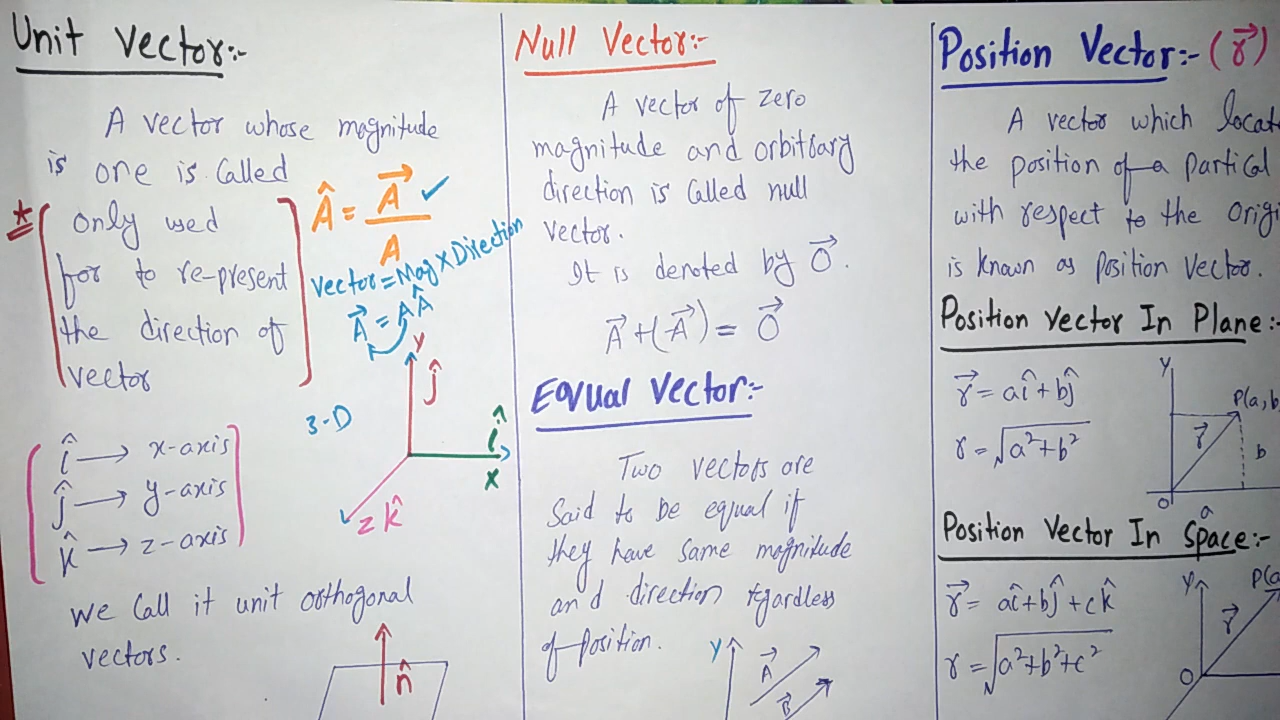 Unit Vector:-
A vector whose magnitude
is one is Called
* only used
for to re-present
the direction of
vector
Â = A⃗ / A ✓
Vector = Mag × Direction
A⃗ = A Â
3-D
y
ĵ
î
x
z k̂
î → x-axis
ĵ → y-axis
k̂ → z-axis
we Call it unit orthogonal
vectors.
n̂
Null Vector:-
A vector of zero
magnitude and orbitrary
direction is Called null
vector.
It is denoted by O⃗.
A⃗ + (-A⃗) = O⃗
Equal Vector:-
Two vectors are
Said to be equal if
they have same magnitude
and direction regardless
of position.
Y
A⃗
B⃗
Position Vector:- (r⃗)
A vector which locate
the position of a partical
with respect to the origi
is known as position vector.
Position Vector In Plane:-
r⃗ = aî + bĵ
r = √a² + b²
Y
P(a, b
r⃗
b
O
a
Position Vector In Space:-
r⃗ = aî + bĵ + ck̂
r = √a² + b² + c²
Y
P(a
r⃗
O